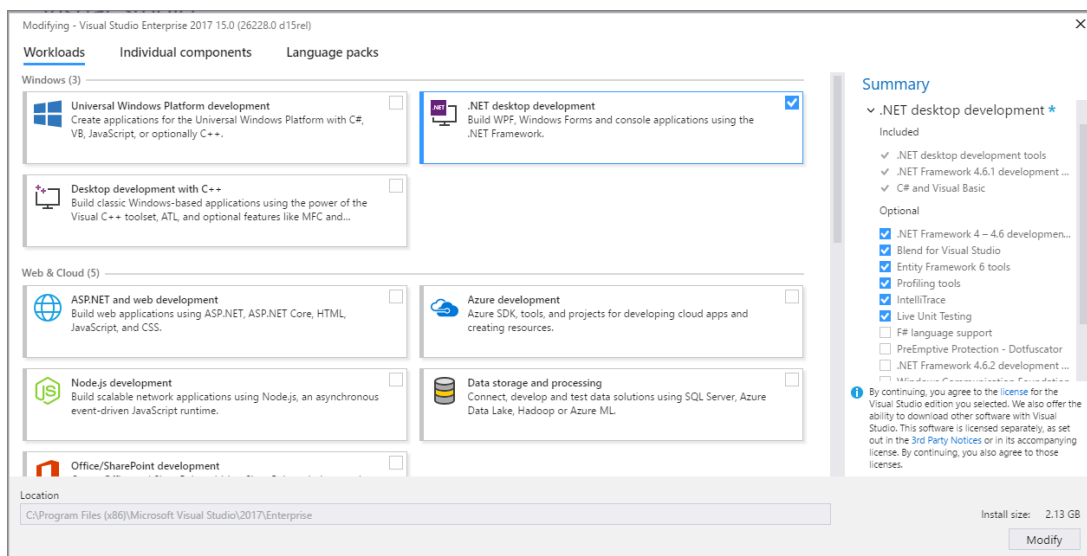 Modifying - Visual Studio Enterprise 2017 15.0 (26228.0 d15rel)
Workloads
Individual components
Language packs
Windows (3)
Universal Windows Platform development
Create applications for the Universal Windows Platform with C#,
VB, JavaScript, or optionally C++.
.NET
.NET desktop development
Build WPF, Windows Forms and console applications using the
.NET Framework.
Desktop development with C++
Build classic Windows-based applications using the power of the
Visual C++ toolset, ATL, and optional features like MFC and...
Web & Cloud (5)
ASP.NET and web development
Build web applications using ASP.NET, ASP.NET Core, HTML,
JavaScript, and CSS.
Azure development
Azure SDK, tools, and projects for developing cloud apps and
creating resources.
JS
Node.js development
Build scalable network applications using Node.js, an asynchronous
event-driven JavaScript runtime.
Data storage and processing
Connect, develop and test data solutions using SQL Server, Azure
Data Lake, Hadoop or Azure ML.
Office/SharePoint development
Summary
.NET desktop development *
Included
.NET desktop development tools
.NET Framework 4.6.1 development ...
C# and Visual Basic
Optional
.NET Framework 4 – 4.6 developmen...
Blend for Visual Studio
Entity Framework 6 tools
Profiling tools
IntelliTrace
Live Unit Testing
F# language support
PreEmptive Protection - Dotfuscator
.NET Framework 4.6.2 development ...
Windows Communication Foundation
By continuing, you agree to the license for the
Visual Studio edition you selected. We also offer the
ability to download other software with Visual
Studio. This software is licensed separately, as set
out in the 3rd Party Notices or in its accompanying
license. By continuing, you also agree to those
licenses.
Location
C:\Program Files (x86)\Microsoft Visual Studio\2017\Enterprise
Install size: 2.13 GB
Modify